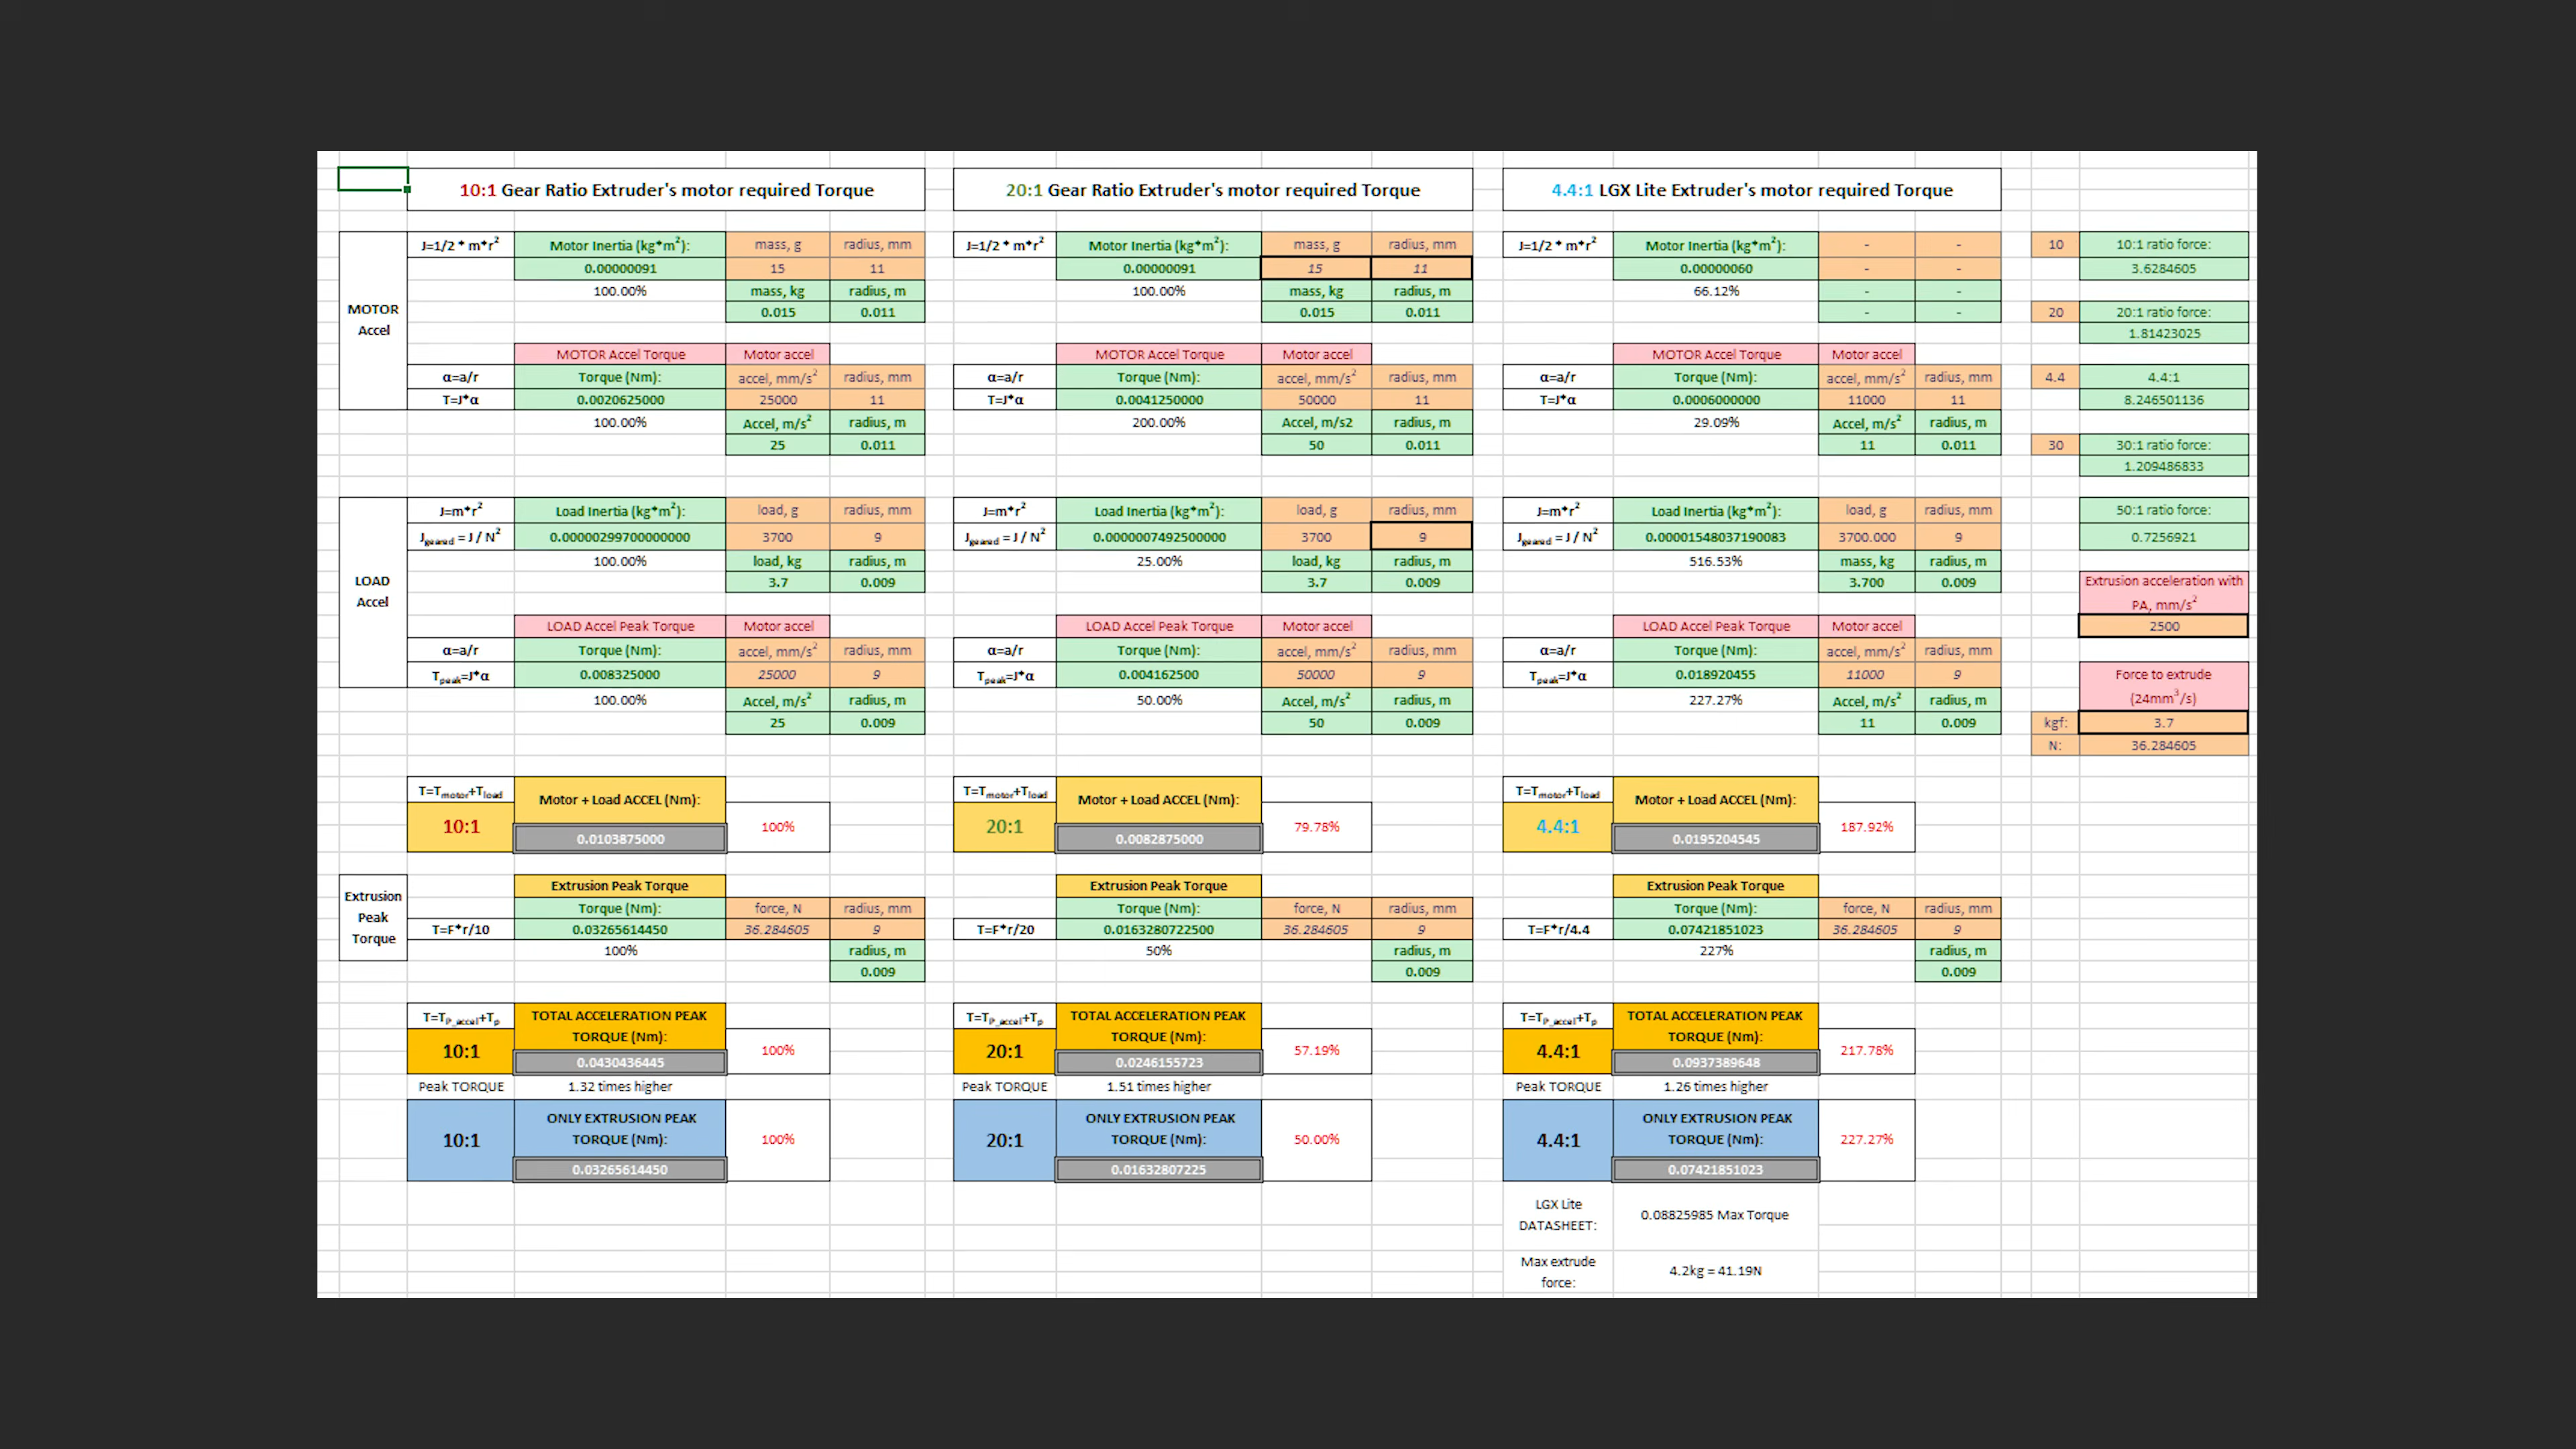 10:1 Gear Ratio Extruder's motor required Torque 20:1 Gear Ratio Extruder's motor required Torque 4.4:1 LGX Lite Extruder's motor required Torque
J=1/2 * m*r² Motor Inertia (kg*m²): mass, g radius, mm J=1/2 * m*r² Motor Inertia (kg*m²): mass, g radius, mm J=1/2 * m*r² Motor Inertia (kg*m²): - - 10 10:1 ratio force:
0.00000091 15 11 0.00000091 15 11 0.00000060 - - 3.6284605
100.00% mass, kg radius, m 100.00% mass, kg radius, m 66.12% - -
MOTOR Accel 0.015 0.011 0.015 0.011 - - 20 20:1 ratio force:
1.81423025
MOTOR Accel Torque Motor accel MOTOR Accel Torque Motor accel MOTOR Accel Torque Motor accel
α=a/r Torque (Nm): accel, mm/s² radius, mm α=a/r Torque (Nm): accel, mm/s² radius, mm α=a/r Torque (Nm): accel, mm/s² radius, mm 4.4 4.4:1
T=J*α 0.0020625000 25000 11 T=J*α 0.0041250000 50000 11 T=J*α 0.0006000000 11000 11 8.246501136
100.00% Accel, m/s² radius, m 200.00% Accel, m/s2 radius, m 29.09% Accel, m/s² radius, m
25 0.011 50 0.011 11 0.011 30 30:1 ratio force:
1.209486833
J=m*r² Load Inertia (kg*m²): load, g radius, mm J=m*r² Load Inertia (kg*m²): load, g radius, mm J=m*r² Load Inertia (kg*m²): load, g radius, mm 50:1 ratio force:
Jgeared = J / N² 0.00000299700000000 3700 9 Jgeared = J / N² 0.0000007492500000 3700 9 Jgeared = J / N² 0.00001548037190083 3700.000 9 0.7256921
100.00% load, kg radius, m 25.00% load, kg radius, m 516.53% mass, kg radius, m
LOAD Accel 3.7 0.009 3.7 0.009 3.700 0.009 Extrusion acceleration with
PA, mm/s²
LOAD Accel Peak Torque Motor accel LOAD Accel Peak Torque Motor accel LOAD Accel Peak Torque Motor accel 2500
α=a/r Torque (Nm): accel, mm/s² radius, mm α=a/r Torque (Nm): accel, mm/s² radius, mm α=a/r Torque (Nm): accel, mm/s² radius, mm
Tpeak=J*α 0.008325000 25000 9 Tpeak=J*α 0.004162500 50000 9 Tpeak=J*α 0.018920455 11000 9 Force to extrude
100.00% Accel, m/s² radius, m 50.00% Accel, m/s² radius, m 227.27% Accel, m/s² radius, m (24mm³/s)
25 0.009 50 0.009 11 0.009 kgf: 3.7
N: 36.284605
T=Tmotor+Tload Motor + Load ACCEL (Nm): T=Tmotor+Tload Motor + Load ACCEL (Nm): T=Tmotor+Tload Motor + Load ACCEL (Nm):
10:1 0.0103875000 100% 20:1 0.0082875000 79.78% 4.4:1 0.0195204545 187.92%
Extrusion Peak Torque Extrusion Peak Torque Extrusion Peak Torque Extrusion Peak Torque
Torque (Nm): force, N radius, mm Torque (Nm): force, N radius, mm Torque (Nm): force, N radius, mm
T=F*r/10 0.03265614450 36.284605 9 T=F*r/20 0.0163280722500 36.284605 9 T=F*r/4.4 0.07421851023 36.284605 9
100% radius, m 50% radius, m 227% radius, m
0.009 0.009 0.009
T=TP_accel+Tp TOTAL ACCELERATION PEAK T=TP_accel+Tp TOTAL ACCELERATION PEAK T=TP_accel+Tp TOTAL ACCELERATION PEAK
TORQUE (Nm): TORQUE (Nm): TORQUE (Nm):
10:1 0.0430436445 100% 20:1 0.0246155723 57.19% 4.4:1 0.0937389648 217.78%
Peak TORQUE 1.32 times higher Peak TORQUE 1.51 times higher Peak TORQUE 1.26 times higher
ONLY EXTRUSION PEAK ONLY EXTRUSION PEAK ONLY EXTRUSION PEAK
10:1 TORQUE (Nm): 100% 20:1 TORQUE (Nm): 50.00% 4.4:1 TORQUE (Nm): 227.27%
0.03265614450 0.01632807225 0.07421851023
LGX Lite
DATASHEET: 0.08825985 Max Torque
Max extrude
force: 4.2kg = 41.19N